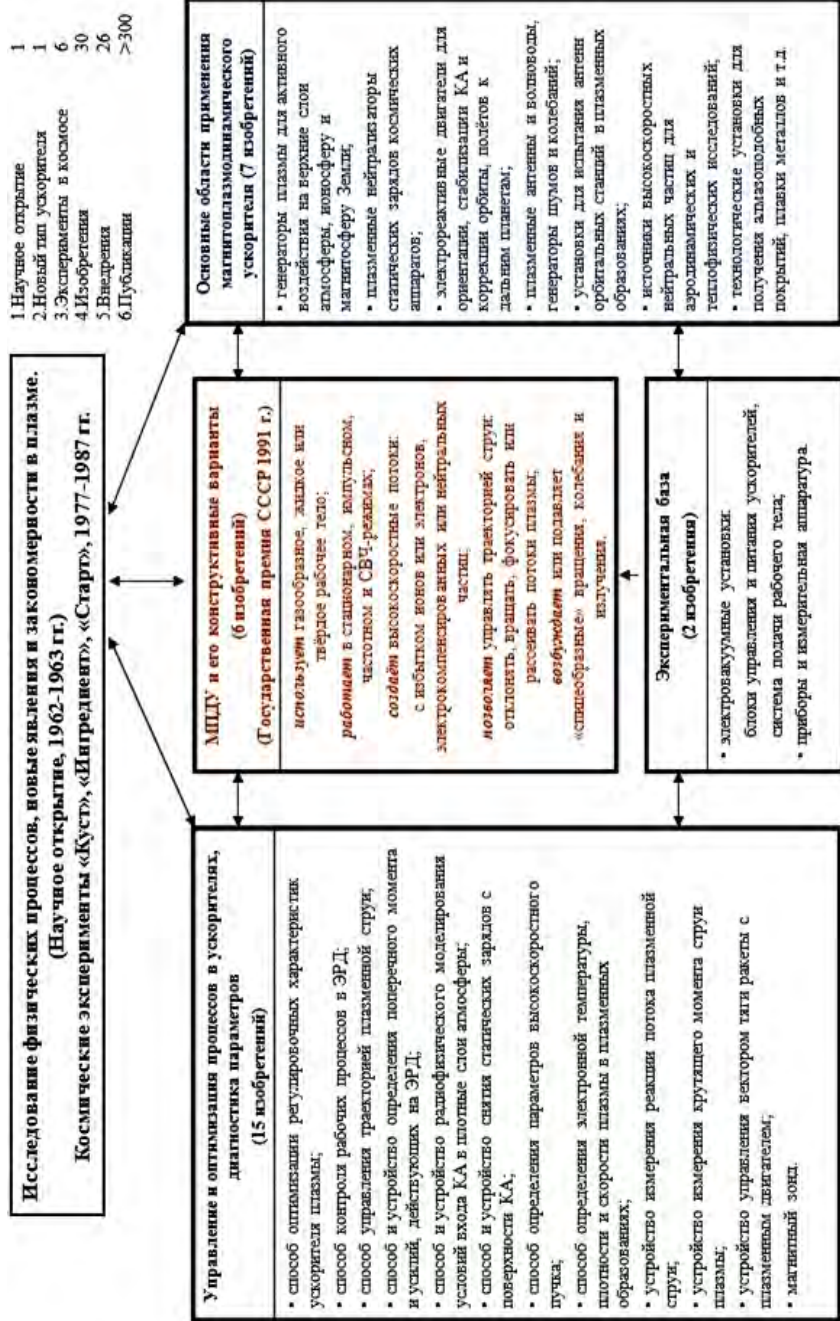 Исследование физических процессов, новые явления и закономерности в плазме.
(Научное открытие, 1962-1963 гг.)
Космические эксперименты «Куст», «Ингредиент», «Старт», 1977-1987 гг.
1.Научное открытие 1
2.Новый тип ускорителя 1
3.Эксперименты в космосе 6
4.Изобретения 30
5.Внедрения 26
6.Публикации >300
Управление и оптимизация процессов в ускорителях,
диагностика параметров
(15 изобретений)
• способ оптимизации регулировочных характеристик
ускорителя плазмы;
• способ контроля рабочих процессов в ЭРД;
• способ управления траекторией плазменной струи;
• способ и устройство определения поперечного момента
и усилий, действующих на ЭРД;
• способ и устройство радиофизического моделирования
условий входа КА в плотные слои атмосферы;
• способ и устройство снятия статических зарядов с
поверхности КА;
• способ определения параметров высокоскоростного
пучка;
• способ определения электронной температуры,
плотности и скорости плазмы в плазменных
образованиях;
• устройство измерения реакции потока плазменной
струи;
• устройство измерения крутящего момента струи
плазмы;
• устройство управления вектором тяги ракеты с
плазменным двигателем;
• магнитный зонд.
МПДУ и его конструктивные варианты
(6 изобретений)
(Государственная премия СССР 1991 г.)
использует газообразное, жидкое или
твёрдое рабочее тело;
работает в стационарном, импульсном,
частотном и СВЧ-режимах;
создаёт высокоскоростные потоки:
с избытком ионов или электронов,
электрокомпенсированных или нейтральных
частиц;
позволяет управлять траекторией струи:
отклонять, вращать, фокусировать или
рассеивать потоки плазмы;
возбуждает или подавляет
«спицеобразные» вращения, колебания и
излучения.
Экспериментальная база
(2 изобретения)
• электровакуумные установки:
блоки управления и питания ускорителей,
система подачи рабочего тела;
• приборы и измерительная аппаратура.
Основные области применения
магнитоплазмодинамического
ускорителя (7 изобретений)
• генераторы плазмы для активного
воздействия на верхние слои
атмосферы, ионосферу и
магнитосферу Земли;
• плазменные нейтрализаторы
статических зарядов космических
аппаратов;
• электрореактивные двигатели для
ориентации, стабилизации КА и
коррекции орбиты, полётов к
дальним планетам;
• плазменные антенны и волноводы,
генераторы шумов и колебаний;
• установки для испытания антенн
орбитальных станций в плазменных
образованиях;
• источники высокоскоростных
нейтральных частиц для
аэродинамических и
теплофизических исследований;
• технологические установки для
получения алмазоподобных
покрытий, плавки металлов и т.д.